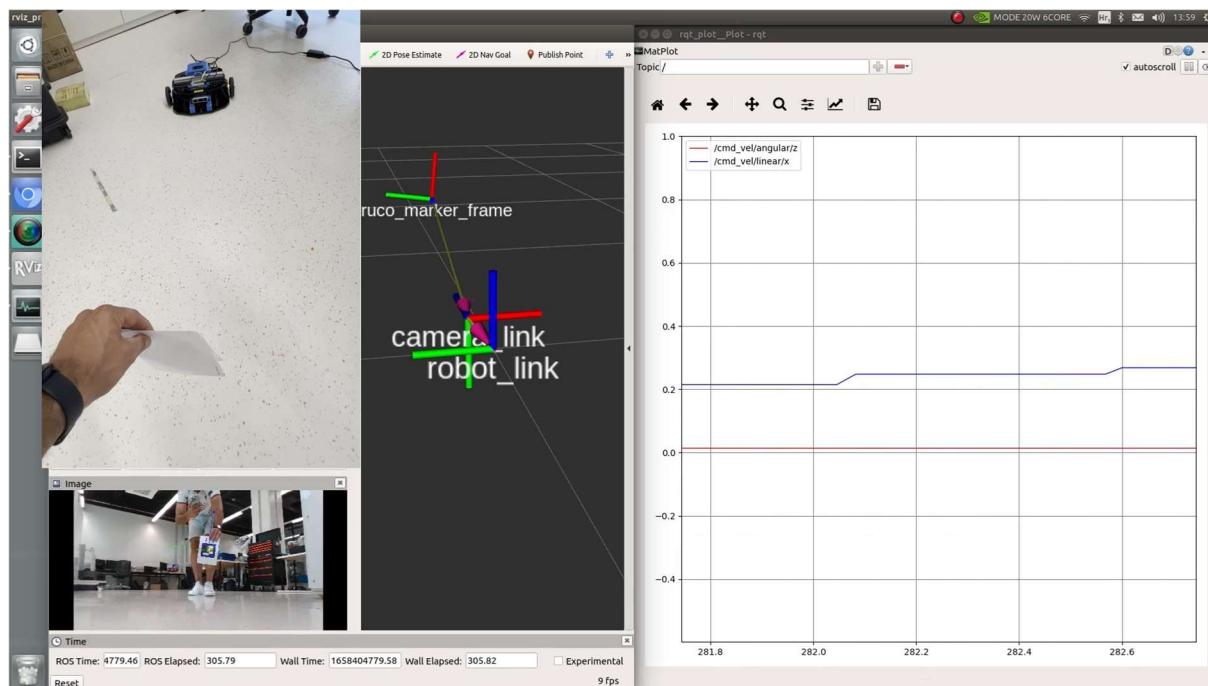 rviz_pr
MODE 20W 6CORE
Hr
13:59
rqt_plot__Plot - rqt
2D Pose Estimate
2D Nav Goal
Publish Point
»
MatPlot
D
Topic /
autoscroll
/cmd_vel/angular/z
/cmd_vel/linear/x
1.0
0.8
0.6
0.4
0.2
0.0
−0.2
−0.4
281.8
282.0
282.2
282.4
282.6
RViz
ruco_marker_frame
camera_link
robot_link
Image
Time
ROS Time: 4779.46 ROS Elapsed: 305.79 Wall Time: 1658404779.58 Wall Elapsed: 305.82 Experimental
Reset
9 fps